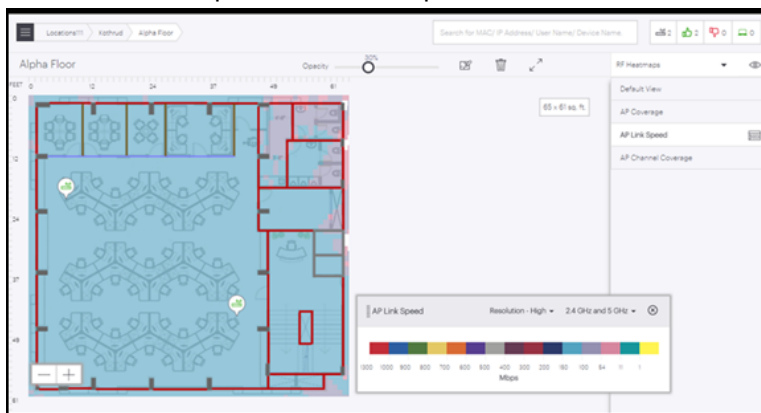 Locations111 Kothrud Alpha Floor
Search for MAC/ IP Address/ User Name/ Device Name.
2 2 0 0
Alpha Floor
Opacity 30%
RF Heatmaps
FEET 0 12 24 37 49 61
0
12
24
37
49
61
65 x 61 sq. ft.
Default View
AP Coverage
AP Link Speed
AP Channel Coverage
AP Link Speed
Resolution - High
2.4 GHz and 5 GHz
1300 1000 900 800 700 600 500 400 300 200 150 100 54 11 1
Mbps